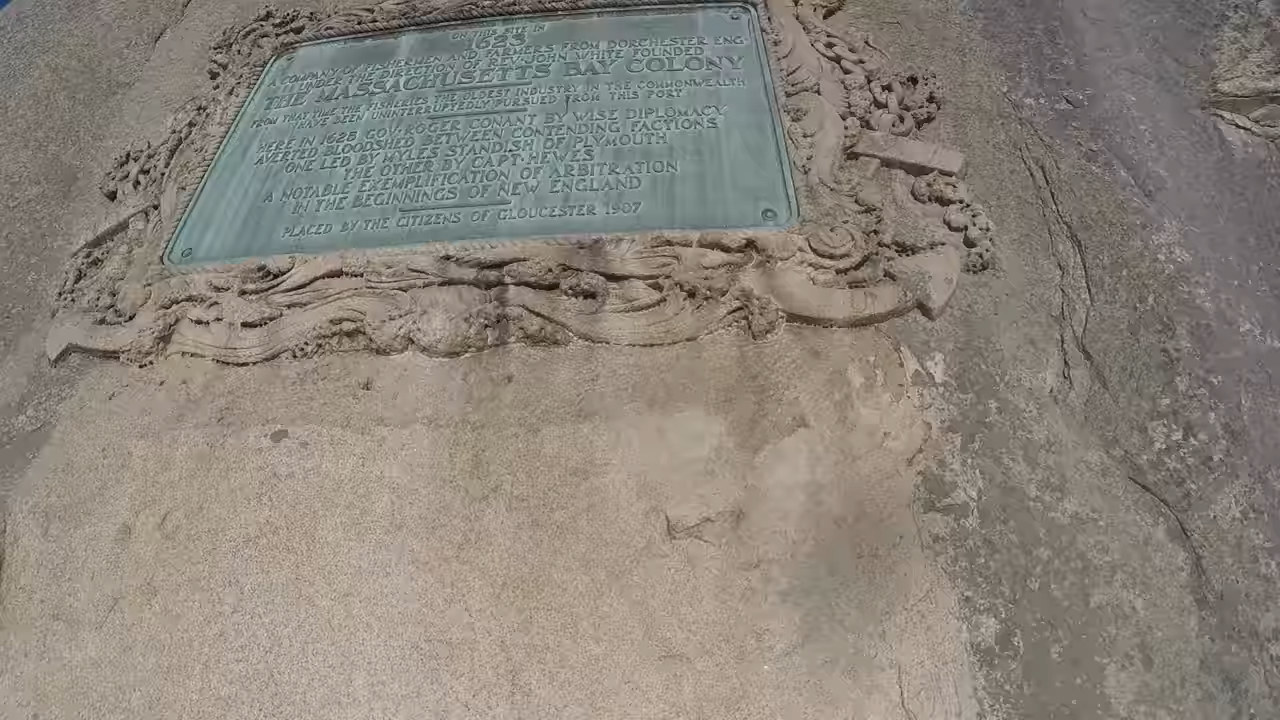 ON THIS SITE IN
1623
A COMPANY OF FISHERMEN AND FARMERS FROM DORCHESTER ENG.
UNDER THE DIRECTION OF REV. JOHN WHITE FOUNDED
THE MASSACHUSETTS BAY COLONY
FROM THAT TIME THE FISHERIES THE OLDEST INDUSTRY IN THE COMMONWEALTH
HAVE BEEN UNINTERRUPTEDLY PURSUED FROM THIS PORT
HERE IN 1625 GOV. ROGER CONANT BY WISE DIPLOMACY
AVERTED BLOODSHED BETWEEN CONTENDING FACTIONS
ONE LED BY MYLES STANDISH OF PLYMOUTH
THE OTHER BY CAPT. HEWES
A NOTABLE EXEMPLIFICATION OF ARBITRATION
IN THE BEGINNINGS OF NEW ENGLAND
PLACED BY THE CITIZENS OF GLOUCESTER 1907